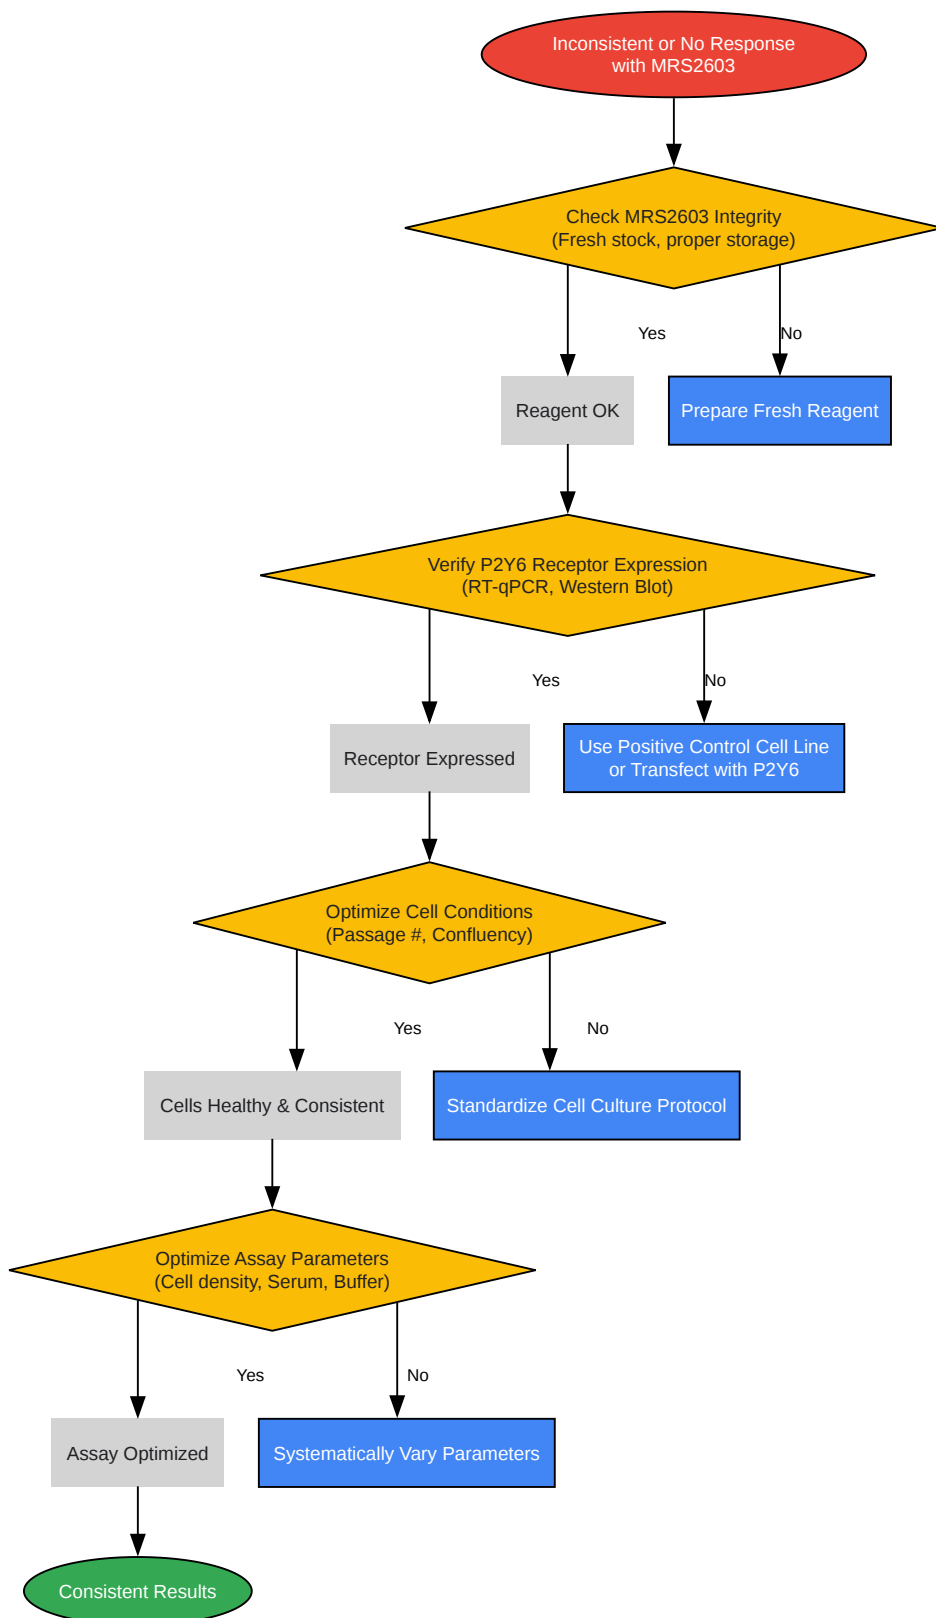 Inconsistent or No Response
with MRS2603
Check MRS2603 Integrity
(Fresh stock, proper storage)
Yes
No
Reagent OK
Prepare Fresh Reagent
Verify P2Y6 Receptor Expression
(RT-qPCR, Western Blot)
Yes
No
Receptor Expressed
Use Positive Control Cell Line
or Transfect with P2Y6
Optimize Cell Conditions
(Passage #, Confluency)
Yes
No
Cells Healthy & Consistent
Standardize Cell Culture Protocol
Optimize Assay Parameters
(Cell density, Serum, Buffer)
Yes
No
Assay Optimized
Systematically Vary Parameters
Consistent Results